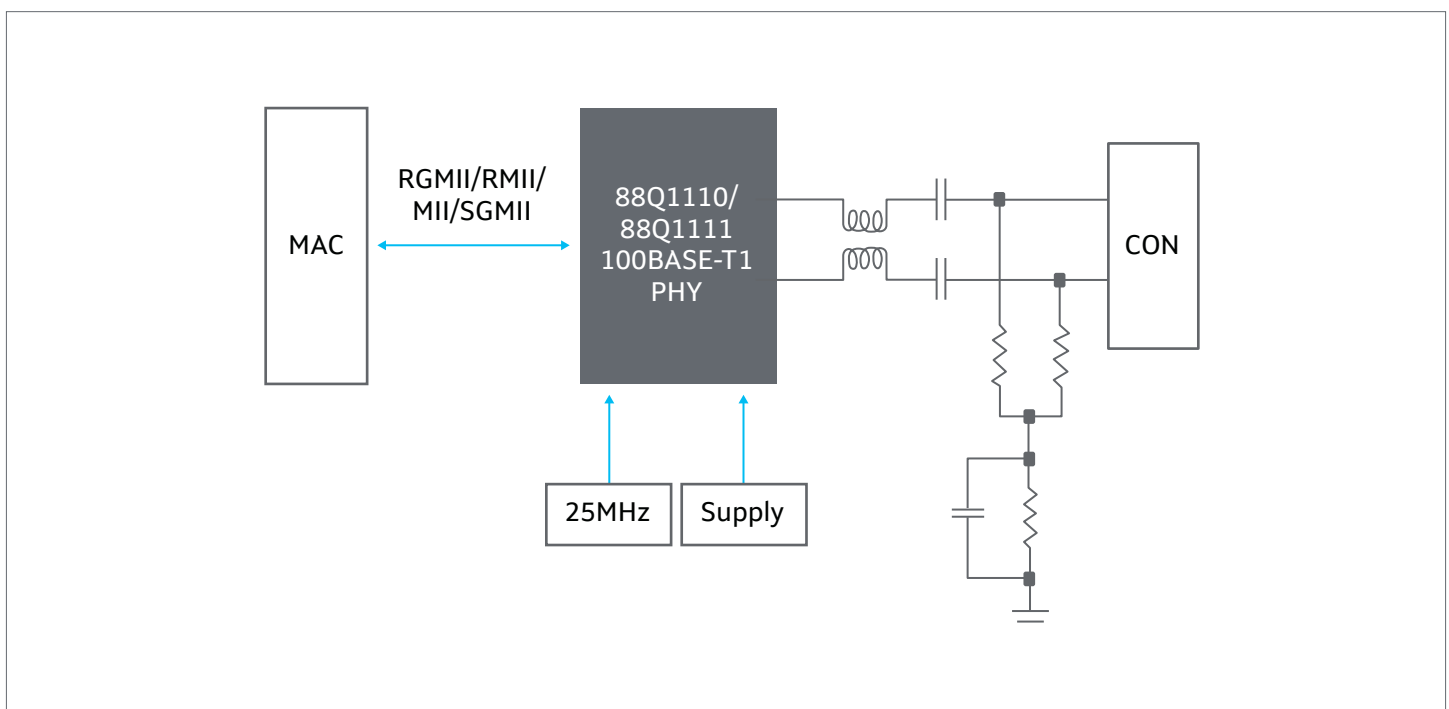 MAC
RGMII/RMII/
MII/SGMII
88Q1110/
88Q1111
100BASE-T1
PHY
CON
25MHz
Supply